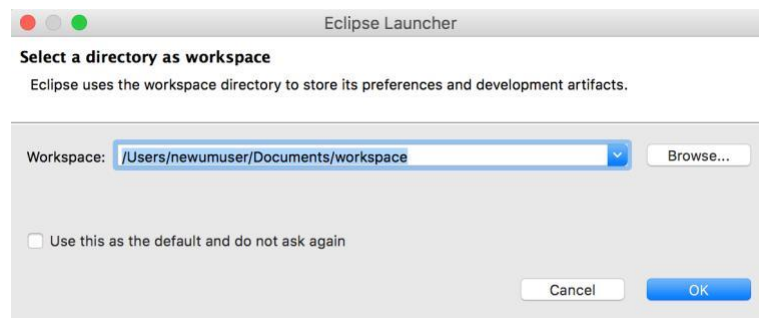 Eclipse Launcher
Select a directory as workspace
Eclipse uses the workspace directory to store its preferences and development artifacts.
Workspace: /Users/newumuser/Documents/workspace Browse...
Use this as the default and do not ask again
Cancel OK